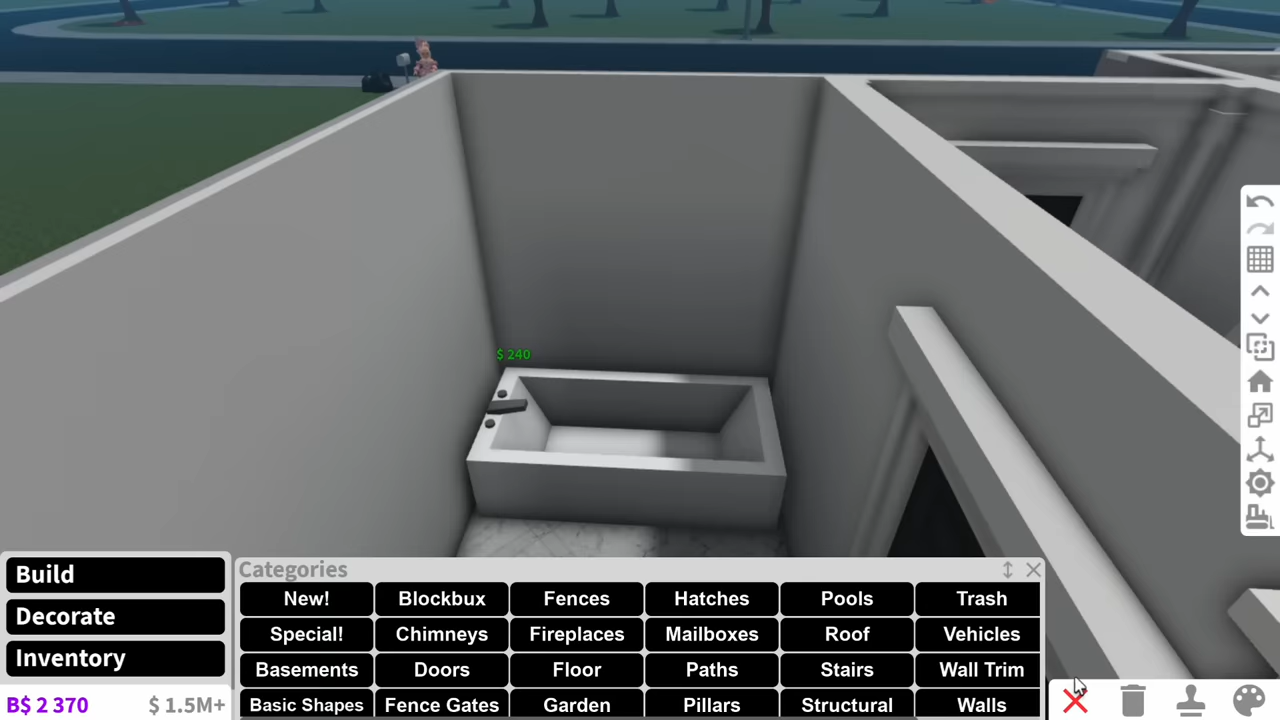 $ 240
Build
Decorate
Inventory
B$ 2 370 $ 1.5M+
Categories
New! Blockbux Fences Hatches Pools Trash
Special! Chimneys Fireplaces Mailboxes Roof Vehicles
Basements Doors Floor Paths Stairs Wall Trim
Basic Shapes Fence Gates Garden Pillars Structural Walls